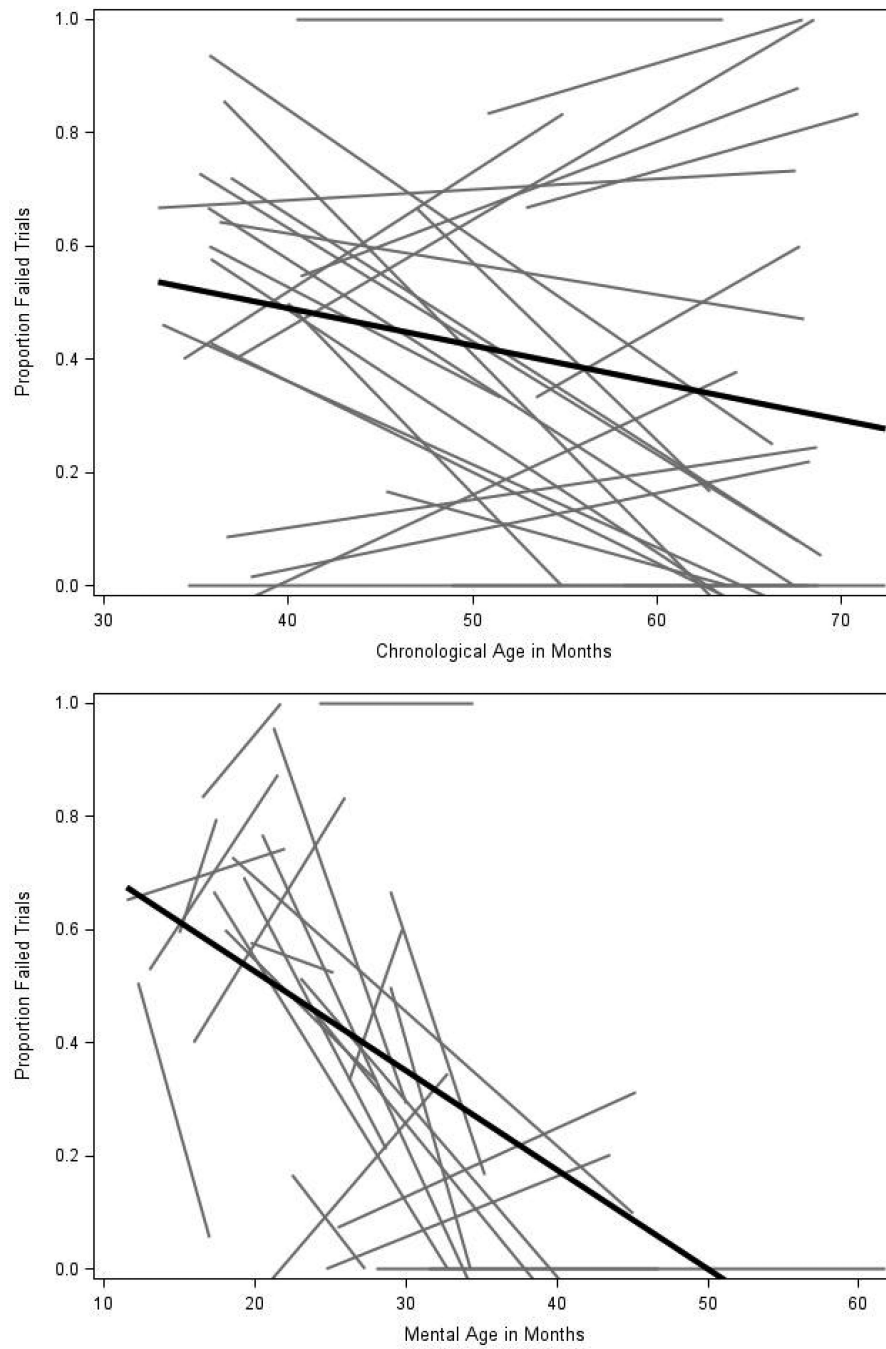 1.0
0.8
0.6
0.4
0.2
0.0
Proportion Failed Trials
30 40 50 60 70
Chronological Age in Months
1.0
0.8
0.6
0.4
0.2
0.0
Proportion Failed Trials
10 20 30 40 50 60
Mental Age in Months